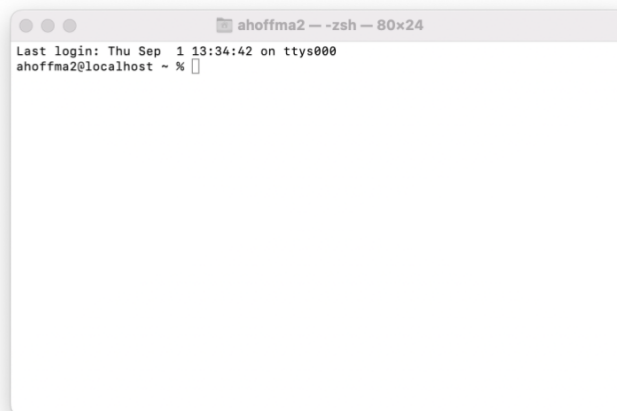 ahoffma2 — -zsh — 80×24
Last login: Thu Sep  1 13:34:42 on ttys000
ahoffma2@localhost ~ %